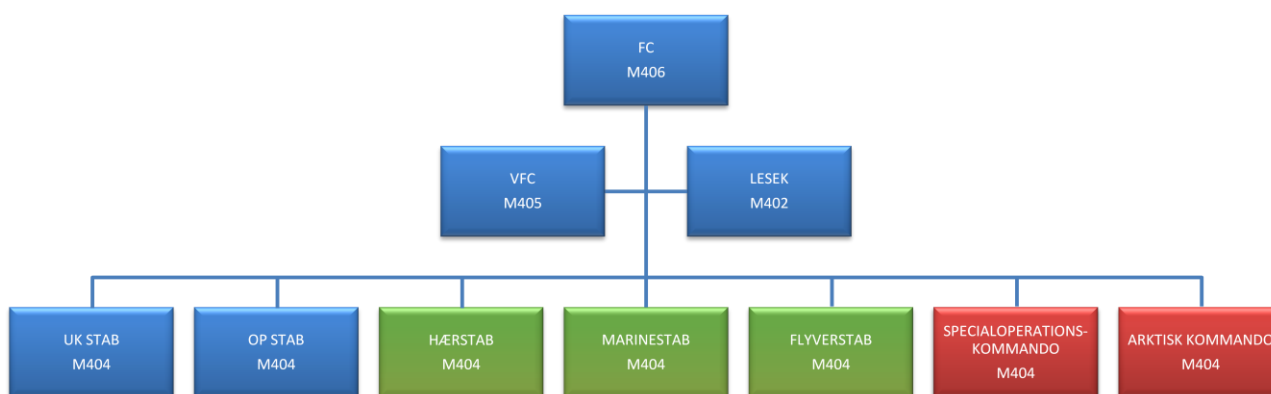 FC
M406
VFC
M405
LESEK
M402
UK STAB
M404
OP STAB
M404
HÆRSTAB
M404
MARINESTAB
M404
FLYVERSTAB
M404
SPECIALOPERATIONS-
KOMMANDO
M404
ARKTISK KOMMANDO
M404